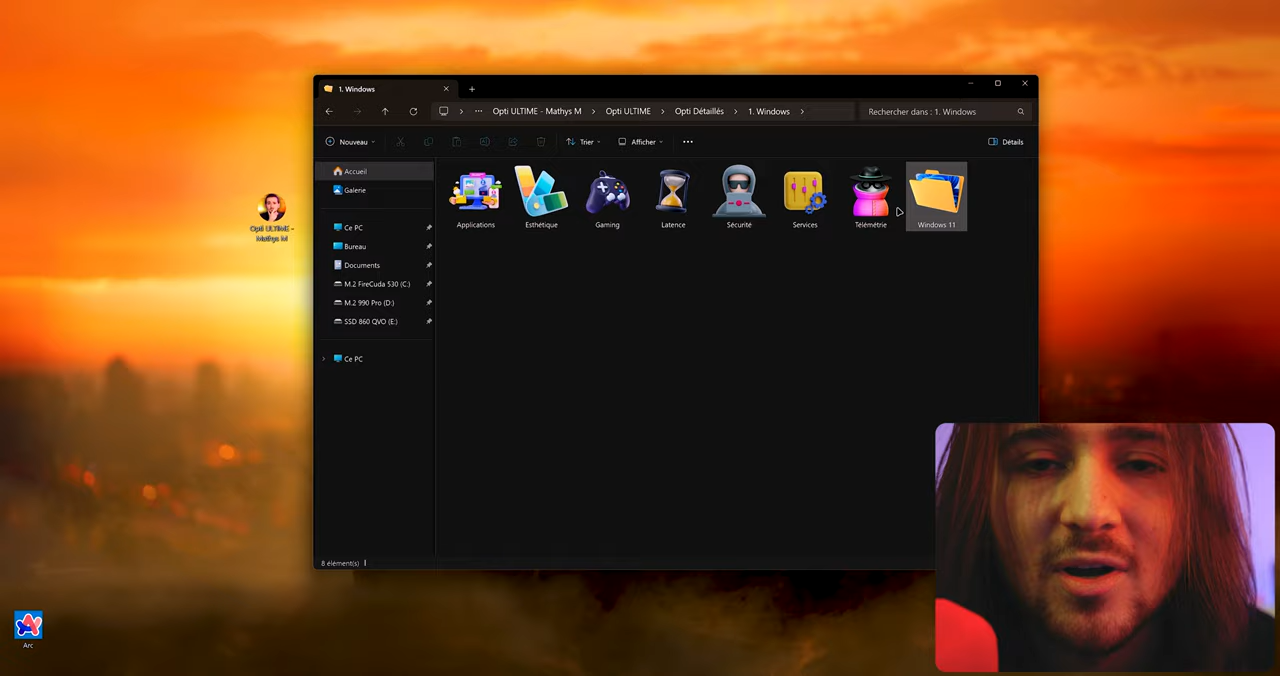 1. Windows
Opti ULTIME - Mathys M
Opti ULTIME
Opti Détaillés
1. Windows
Rechercher dans : 1. Windows
Nouveau
Trier
Afficher
Détails
Accueil
Galerie
Ce PC
Bureau
Documents
M.2 FireCuda 530 (C:)
M.2 990 Pro (D:)
SSD 860 QVO (E:)
Ce PC
Applications
Esthétique
Gaming
Latence
Sécurité
Services
Télémétrie
Windows 11
8 élément(s)
Opti ULTIME -
Mathys M
Arc